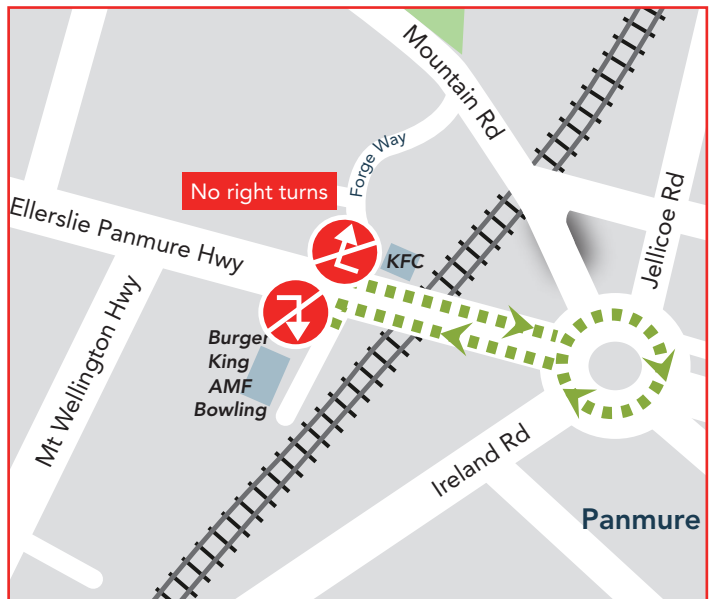 Mountain Rd
Forge Way
No right turns
Ellerslie Panmure Hwy
KFC
Jellicoe Rd
Mt Wellington Hwy
Burger
King
AMF
Bowling
Ireland Rd
Panmure